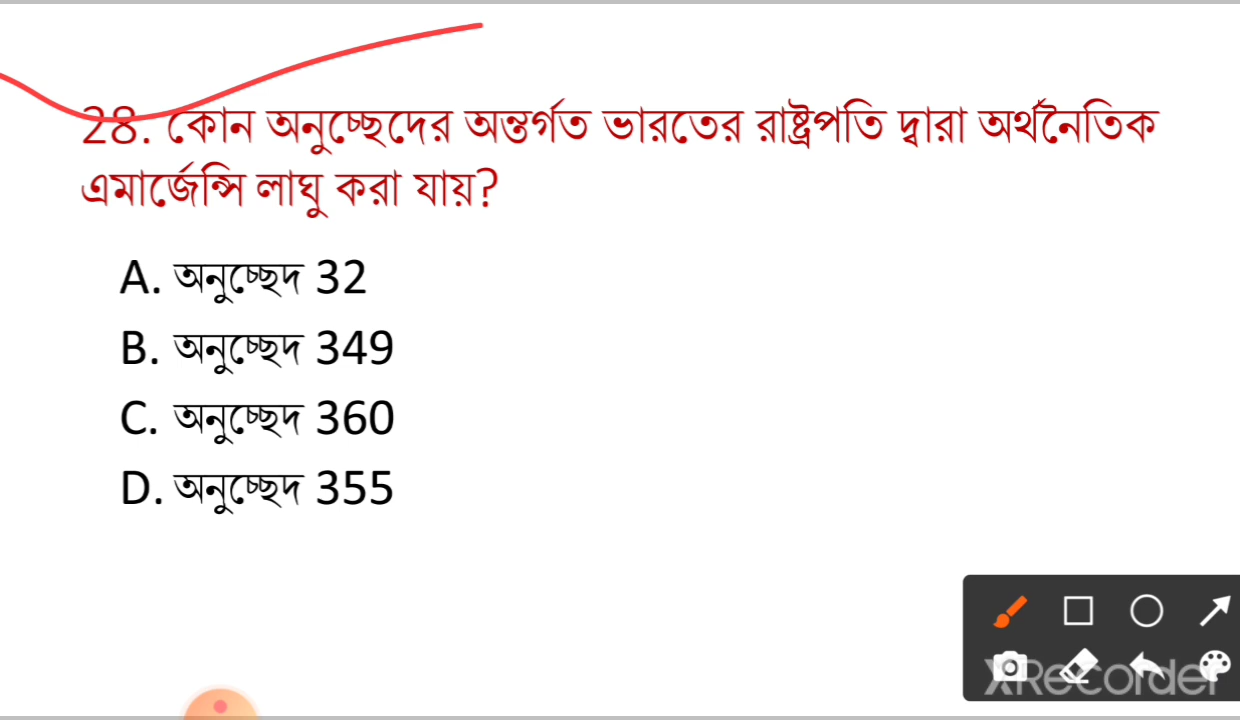 28. কোন অনুচ্ছেদের অন্তর্গত ভারতের রাষ্ট্রপতি দ্বারা অর্থনৈতিক
এমার্জেন্সি লাঘু করা যায়?
A. অনুচ্ছেদ 32
B. অনুচ্ছেদ 349
C. অনুচ্ছেদ 360
D. অনুচ্ছেদ 355
XRecorder